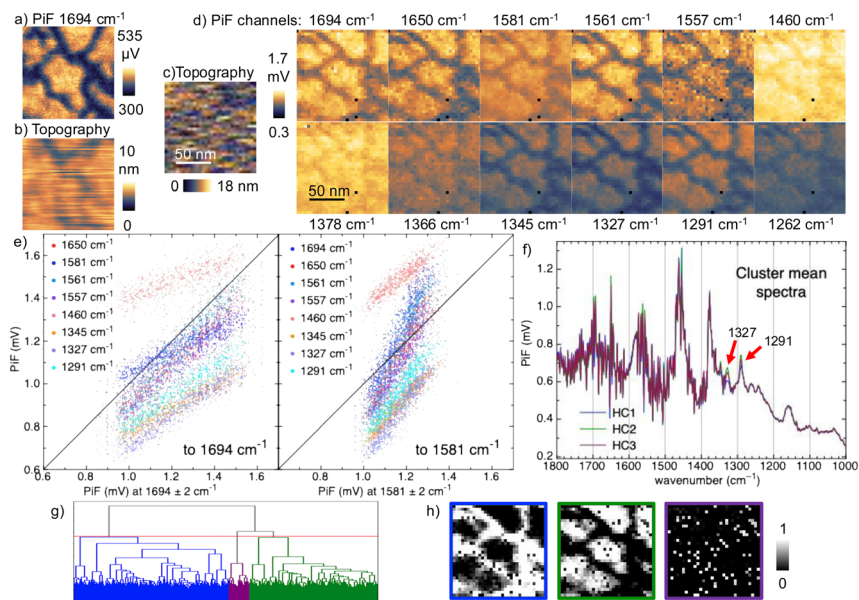 a) PiF 1694 cm-1
535
µV
300
b) Topography
10
nm
0
c)Topography
50 nm
0 18 nm
d) PiF channels: 1694 cm-1 1650 cm-1 1581 cm-1 1561 cm-1 1557 cm-1 1460 cm-1
1.7
mV
0.3
50 nm
1378 cm-1 1366 cm-1 1345 cm-1 1327 cm-1 1291 cm-1 1262 cm-1
e)
PiF (mV)
1.6
1.4
1.2
1.0
0.8
0.6
1650 cm-1
1581 cm-1
1561 cm-1
1557 cm-1
1460 cm-1
1345 cm-1
1327 cm-1
1291 cm-1
to 1694 cm-1
0.6 0.8 1.0 1.2 1.4 1.6
PiF (mV) at 1694 ± 2 cm-1
1694 cm-1
1650 cm-1
1561 cm-1
1557 cm-1
1460 cm-1
1345 cm-1
1327 cm-1
1291 cm-1
to 1581 cm-1
0.8 1.0 1.2 1.4 1.6
PiF (mV) at 1581 ± 2 cm-1
f)
PiF (mV)
1.2
1.0
0.8
0.6
0.4
0.2
Cluster mean
spectra
1327
1291
HC1
HC2
HC3
1800 1700 1600 1500 1400 1300 1200 1100 1000
wavenumber (cm-1)
g)
h)
1
0